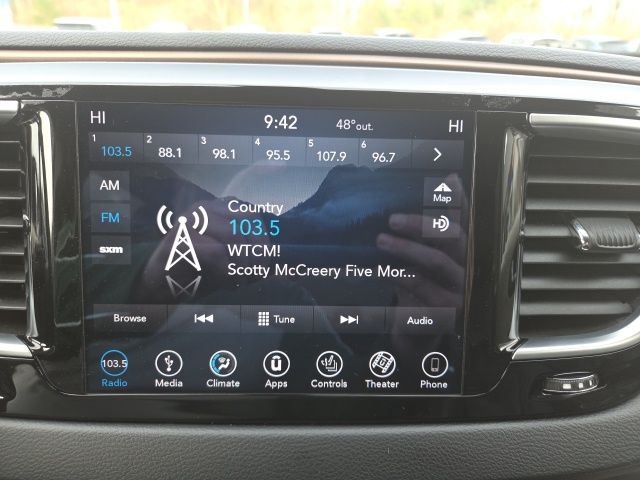 HI 9:42 48°out. HI
1 103.5 2 88.1 3 98.1 4 95.5 5 107.9 6 96.7
AM
FM
sxm
Country
103.5
WTCM!
Scotty McCreery Five Mor...
Map
HD
Browse Tune Audio
103.5
Radio Media Climate Apps Controls Theater Phone